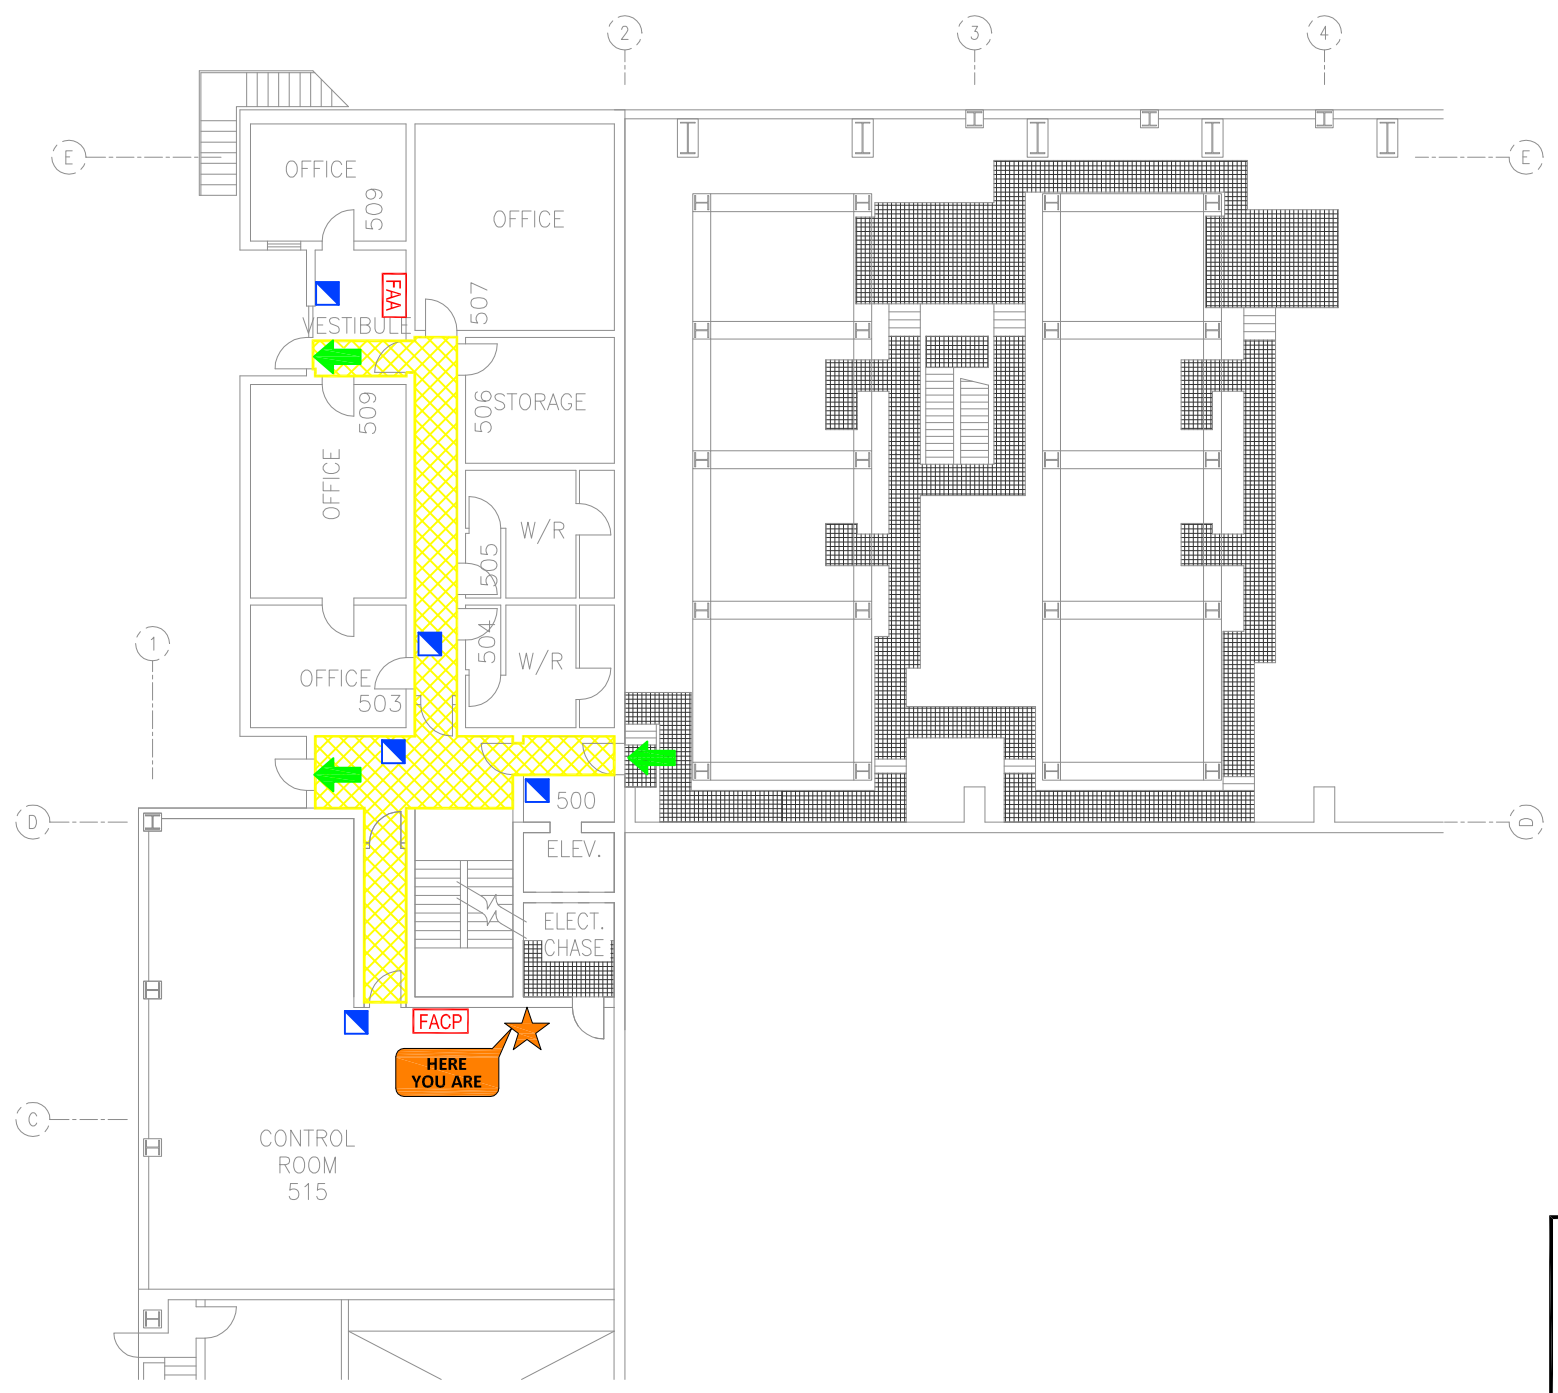 2
3
4
E
E
OFFICE
509
OFFICE
FAA
507
VESTIBULE
506
STORAGE
509
OFFICE
W/R
505
504
1
W/R
OFFICE
503
500
D
D
ELEV.
ELECT.
CHASE
FACP
HERE
YOU ARE
C
CONTROL
ROOM
515